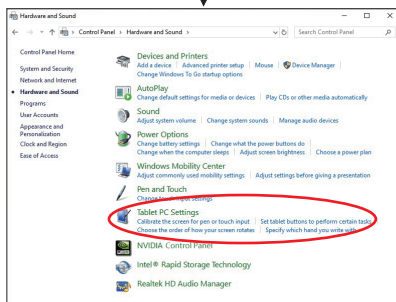 Hardware and Sound
Control Panel > Hardware and Sound >
Search Control Panel
Control Panel Home
System and Security
Network and Internet
Hardware and Sound
Programs
User Accounts
Appearance and
Personalization
Clock and Region
Ease of Access
Devices and Printers
Add a device | Advanced printer setup | Mouse | Device Manager |
Change Windows To Go startup options
AutoPlay
Change default settings for media or devices | Play CDs or other media automatically
Sound
Adjust system volume | Change system sounds | Manage audio devices
Power Options
Change battery settings | Change what the power buttons do |
Change when the computer sleeps | Adjust screen brightness | Choose a power plan
Windows Mobility Center
Adjust commonly used mobility settings | Adjust settings before giving a presentation
Pen and Touch
Change touch input settings
Tablet PC Settings
Calibrate the screen for pen or touch input | Set tablet buttons to perform certain tasks
Choose the order of how your screen rotates | Specify which hand you write with
NVIDIA Control Panel
Intel® Rapid Storage Technology
Realtek HD Audio Manager